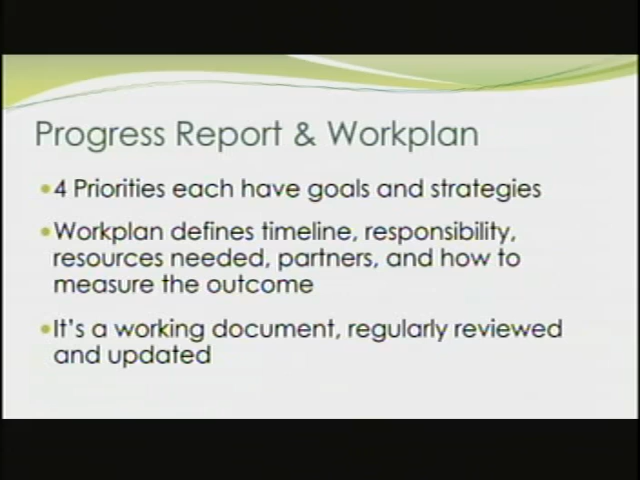 Progress Report & Workplan
•4 Priorities each have goals and strategies
•Workplan defines timeline, responsibility,
resources needed, partners, and how to
measure the outcome
•It's a working document, regularly reviewed
and updated